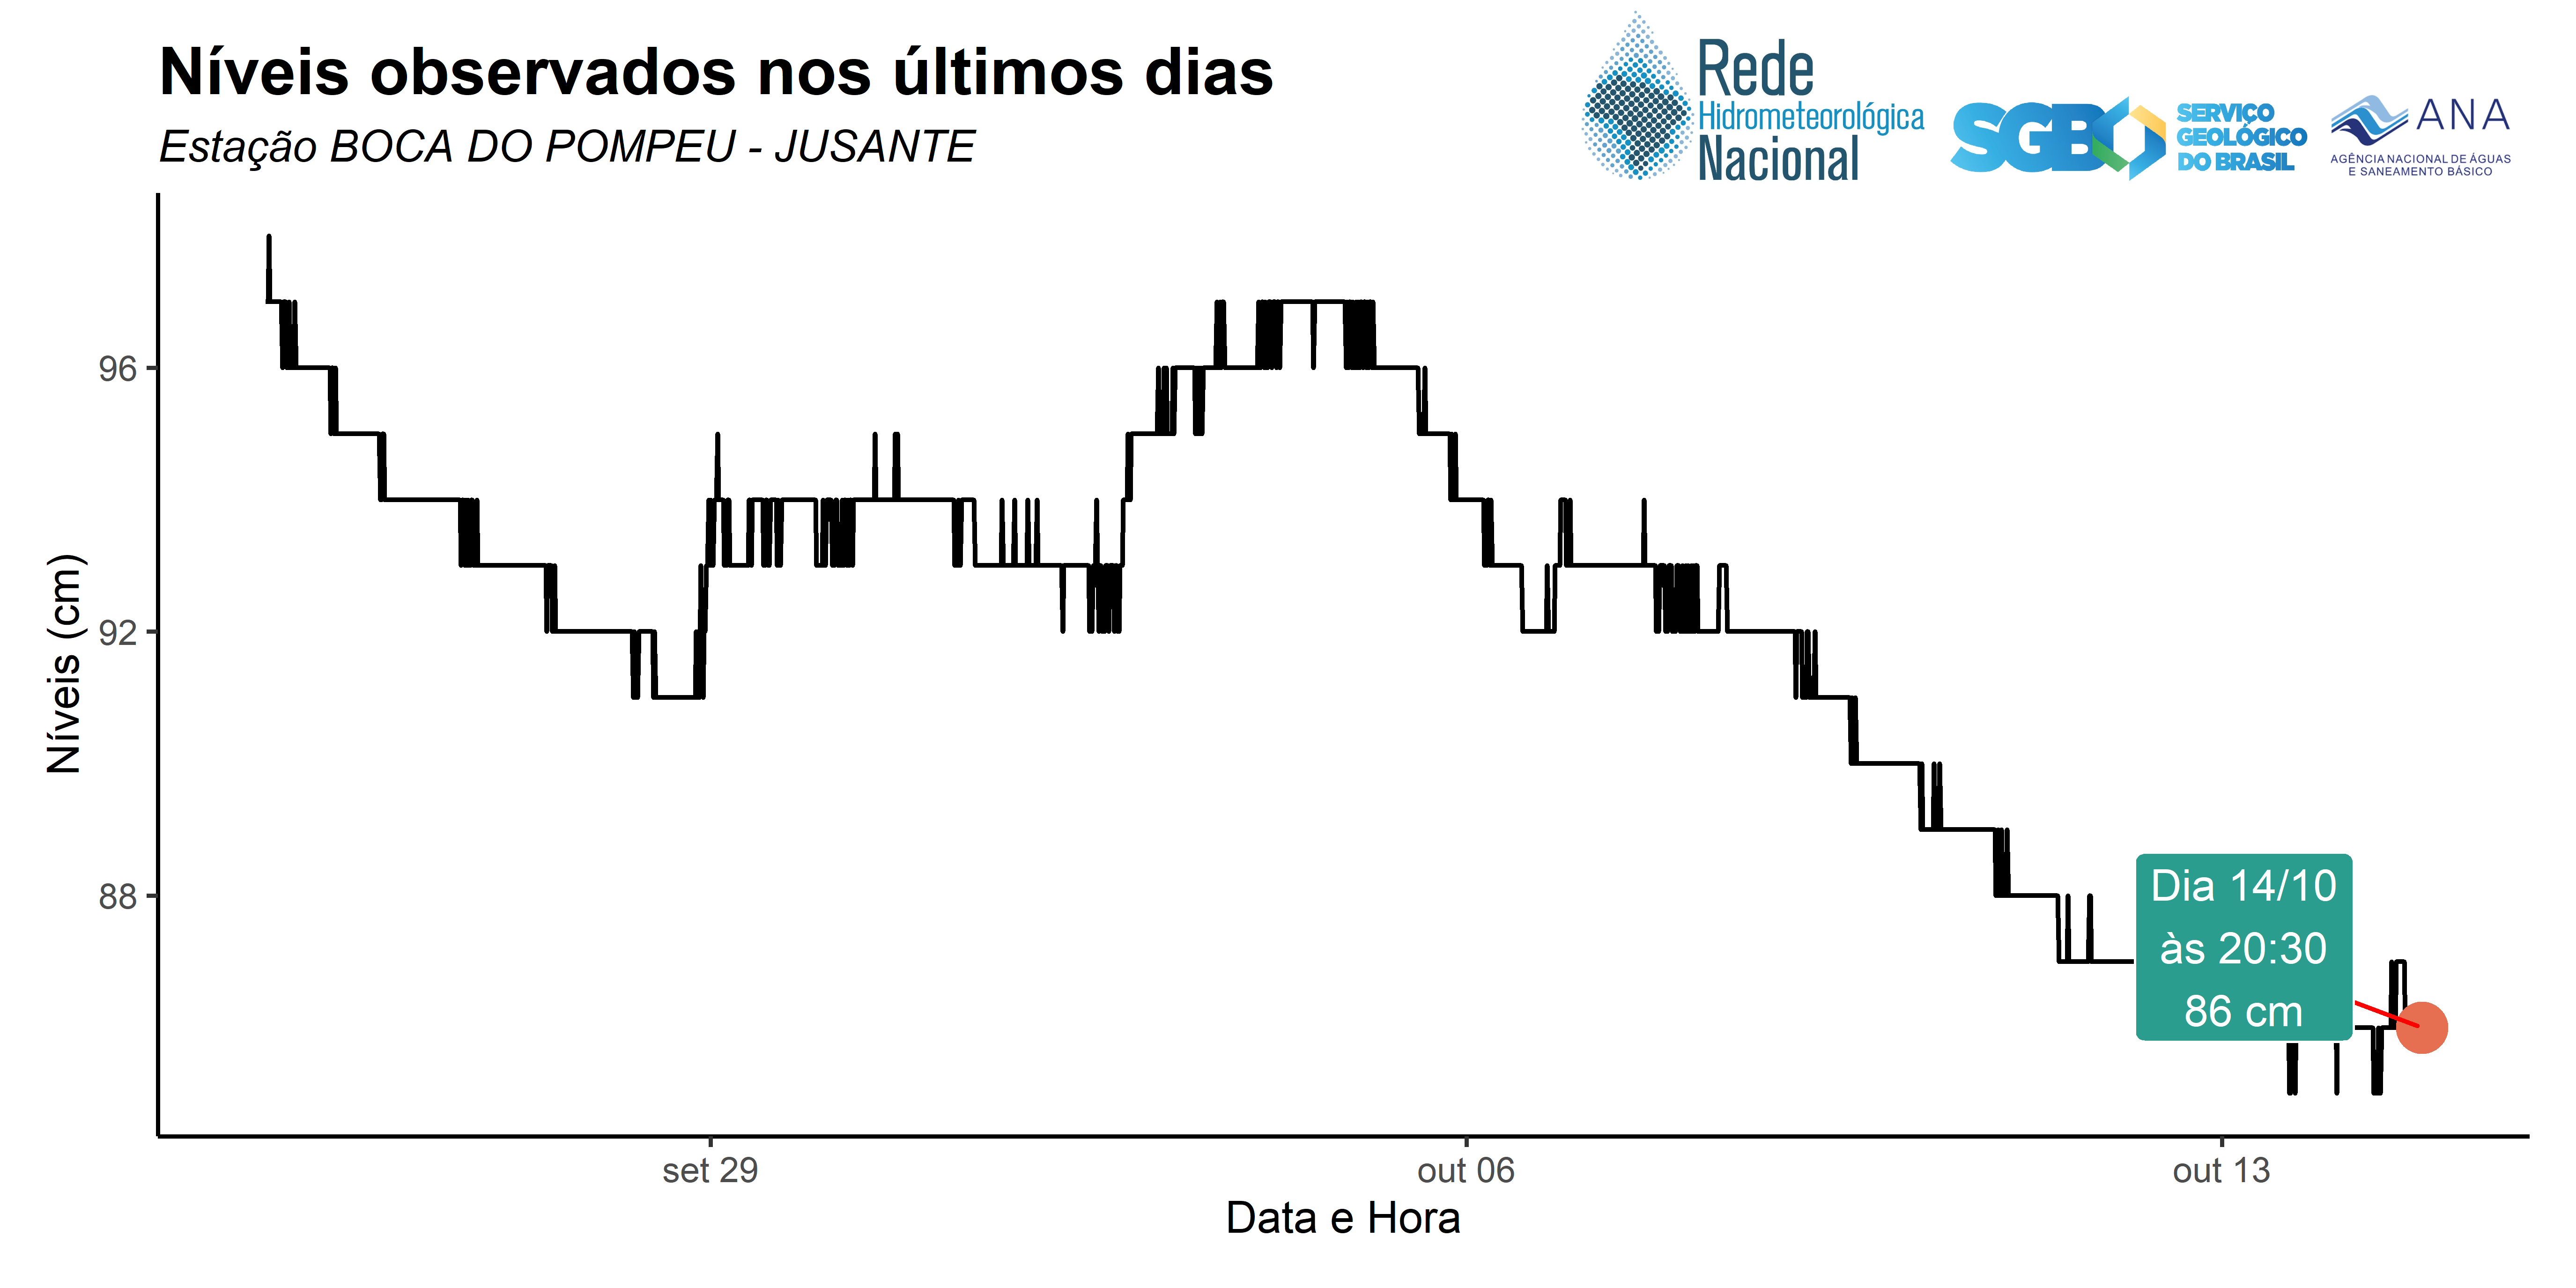 Níveis observados nos últimos dias
Estação BOCA DO POMPEU - JUSANTE
Rede
Hidrometeorológica
Nacional
SGB
SERVIÇO
GEOLÓGICO
DO BRASIL
ANA
AGÊNCIA NACIONAL DE ÁGUAS
E SANEAMENTO BÁSICO
Níveis (cm)
96
92
88
Dia 14/10
às 20:30
86 cm
set 29
out 06
out 13
Data e Hora